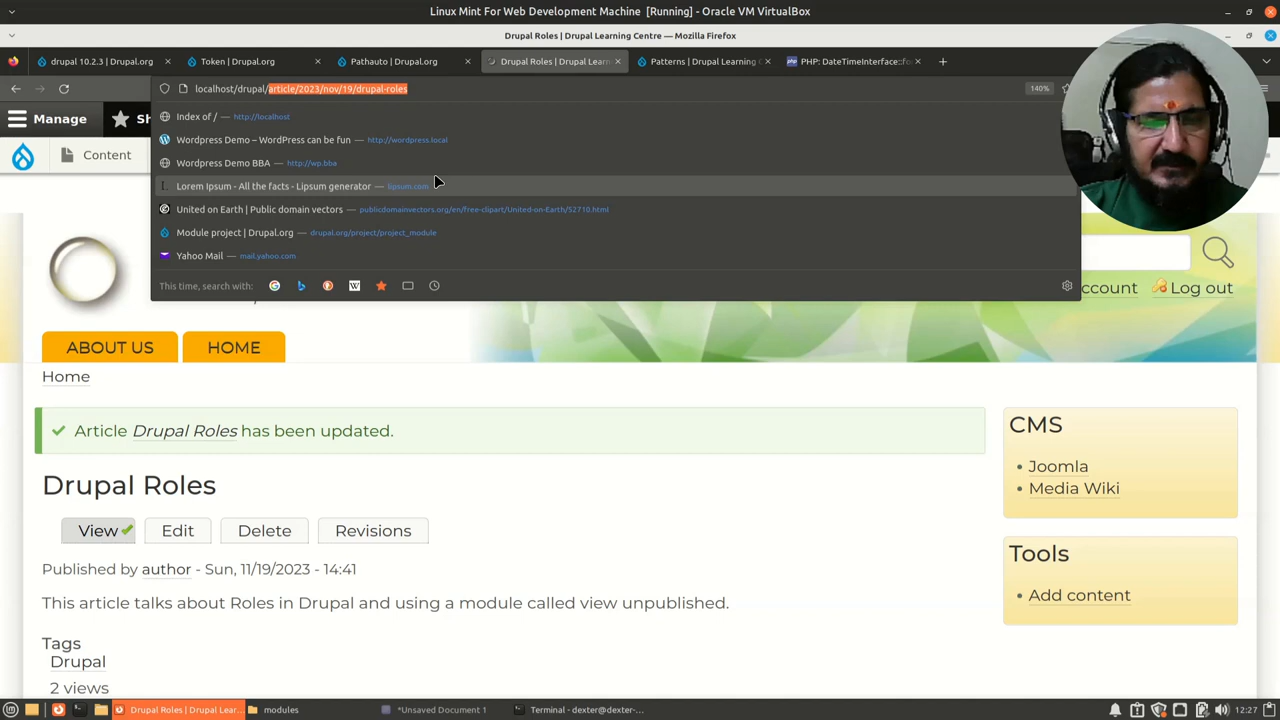 Linux Mint For Web Development Machine [Running] - Oracle VM VirtualBox
Drupal Roles | Drupal Learning Centre — Mozilla Firefox
drupal 10.2.3 | Drupal.org
Token | Drupal.org
Pathauto | Drupal.org
Drupal Roles | Drupal Learn
Patterns | Drupal Learning C
PHP: DateTimeInterface::fo
localhost/drupal/article/2023/nov/19/drupal-roles
140%
Manage
Sh
Index of / — http://localhost
Wordpress Demo – WordPress can be fun — http://wordpress.local
Content
Wordpress Demo BBA — http://wp.bba
Lorem Ipsum - All the facts - Lipsum generator — lipsum.com
United on Earth | Public domain vectors — publicdomainvectors.org/en/free-clipart/United-on-Earth/52710.html
Module project | Drupal.org — drupal.org/project/project_module
Yahoo Mail — mail.yahoo.com
This time, search with:
ccount
Log out
ABOUT US
HOME
Home
Article Drupal Roles has been updated.
Drupal Roles
View
Edit
Delete
Revisions
Published by author - Sun, 11/19/2023 - 14:41
This article talks about Roles in Drupal and using a module called view unpublished.
Tags
Drupal
2 views
CMS
Joomla
Media Wiki
Tools
Add content
Drupal Roles | Drupal Lear...
modules
*Unsaved Document 1
Terminal - dexter@dexter-...
12:27